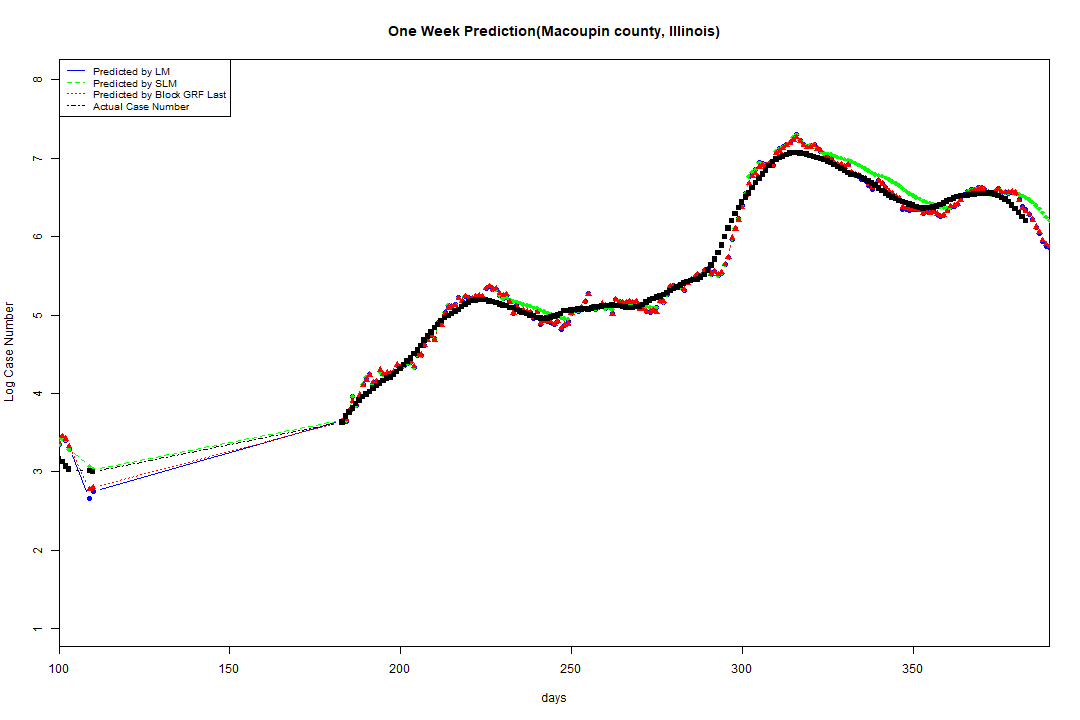 One Week Prediction(Macoupin county, Illinois)
Predicted by LM
Predicted by SLM
Predicted by Block GRF Last
Actual Case Number
8
7
6
5
4
3
2
1
Log Case Number
100 150 200 250 300 350
days